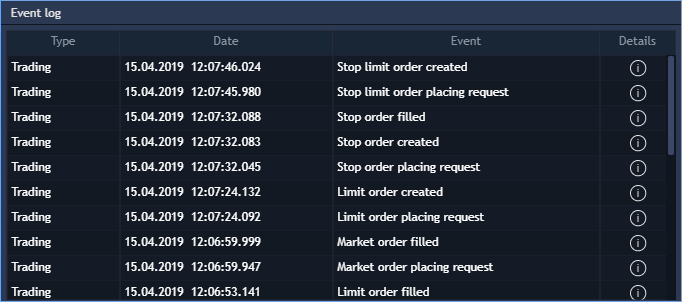 Event log
Type Date Event Details
Trading 15.04.2019 12:07:46.024 Stop limit order created
Trading 15.04.2019 12:07:45.980 Stop limit order placing request
Trading 15.04.2019 12:07:32.088 Stop order filled
Trading 15.04.2019 12:07:32.083 Stop order created
Trading 15.04.2019 12:07:32.045 Stop order placing request
Trading 15.04.2019 12:07:24.132 Limit order created
Trading 15.04.2019 12:07:24.092 Limit order placing request
Trading 15.04.2019 12:06:59.999 Market order filled
Trading 15.04.2019 12:06:59.947 Market order placing request
Trading 15.04.2019 12:06:53.141 Limit order filled